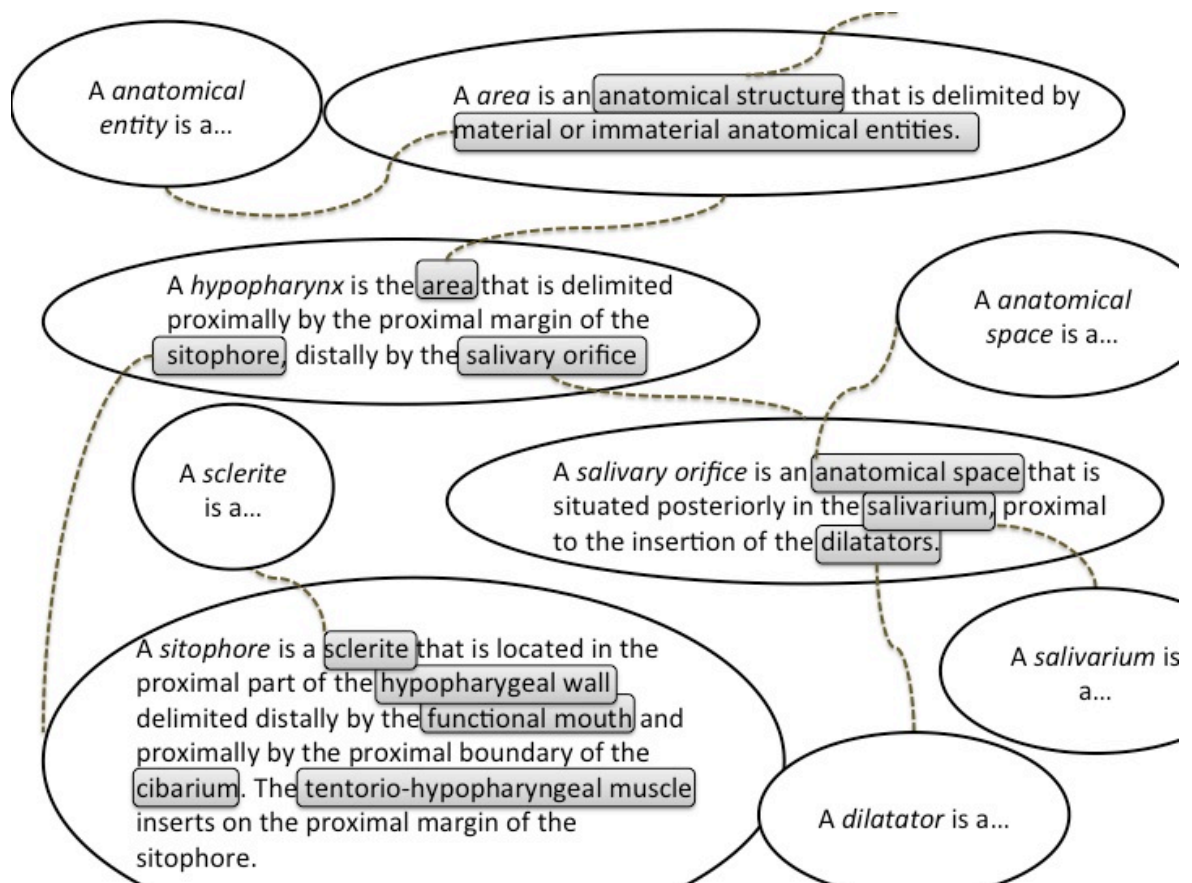 A anatomical
entity is a…
A area is an anatomical structure that is delimited by
material or immaterial anatomical entities.
A hypopharynx is the area that is delimited
proximally by the proximal margin of the
sitophore, distally by the salivary orifice
A anatomical
space is a…
A sclerite
is a…
A salivary orifice is an anatomical space that is
situated posteriorly in the salivarium, proximal
to the insertion of the dilatators.
A sitophore is a sclerite that is located in the
proximal part of the hypopharygeal wall
delimited distally by the functional mouth and
proximally by the proximal boundary of the
cibarium. The tentorio-hypopharyngeal muscle
inserts on the proximal margin of the
sitophore.
A salivarium is
a…
A dilatator is a…